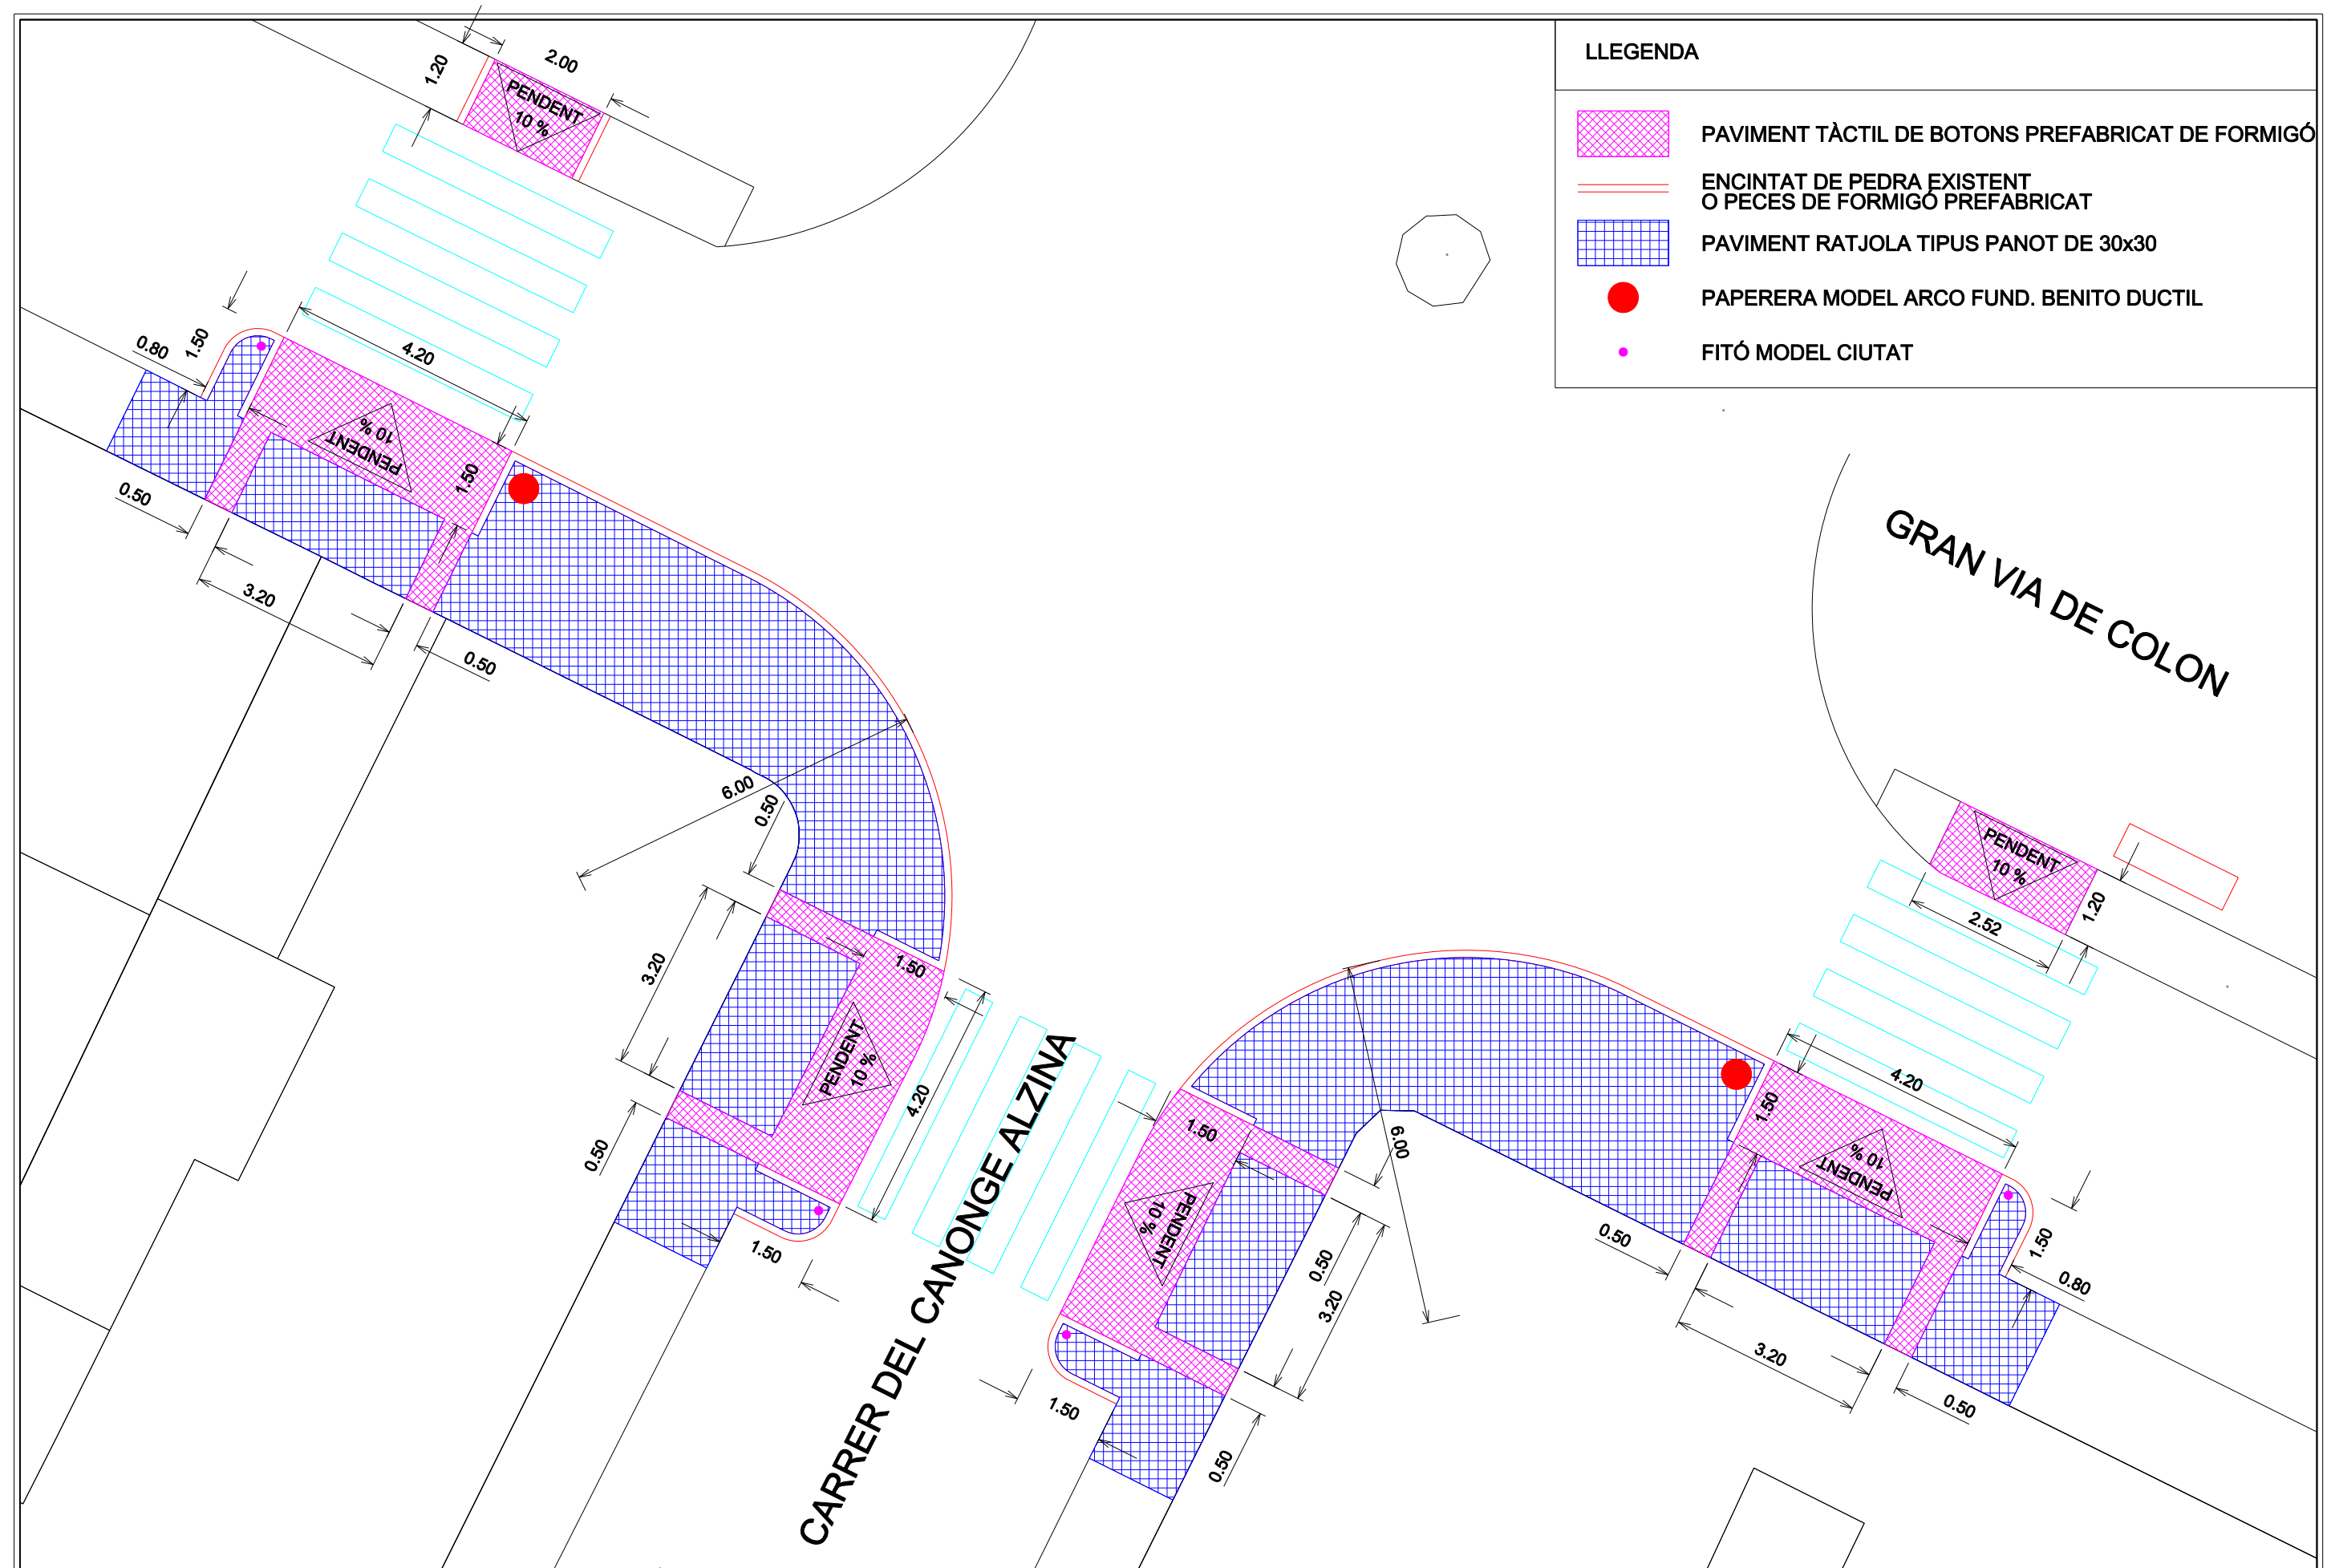 LLEGENDA
PAVIMENT TÀCTIL DE BOTONS PREFABRICAT DE FORMIGÓ
ENCINTAT DE PEDRA EXISTENT
O PECES DE FORMIGÓ PREFABRICAT
PAVIMENT RATJOLA TIPUS PANOT DE 30x30
PAPERERA MODEL ARCO FUND. BENITO DUCTIL
FITÓ MODEL CIUTAT
1.20
2.00
PENDENT
10 %
0.80
1.50
4.20
PENDENT
10 %
1.50
0.50
3.20
0.50
GRAN VIA DE COLON
6.00
0.50
3.20
1.50
PENDENT
10 %
4.20
0.50
1.50
CARRER DEL CANONGE ALZINA
PENDENT
10 %
2.52
1.20
1.50
6.00
PENDENT
10 %
0.50
3.20
1.50
0.50
4.20
1.50
PENDENT
10 %
0.50
3.20
0.50
1.50
0.80